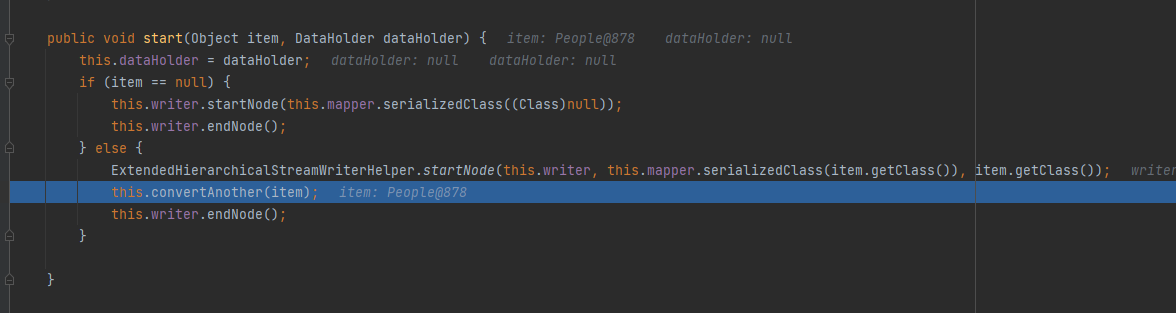 public void start(Object item, DataHolder dataHolder) { item: People@878 dataHolder: null
this.dataHolder = dataHolder; dataHolder: null dataHolder: null
if (item == null) {
this.writer.startNode(this.mapper.serializedClass((Class)null));
this.writer.endNode();
} else {
ExtendedHierarchicalStreamWriterHelper.startNode(this.writer, this.mapper.serializedClass(item.getClass()), item.getClass()); writer
this.convertAnother(item); item: People@878
this.writer.endNode();
}
}